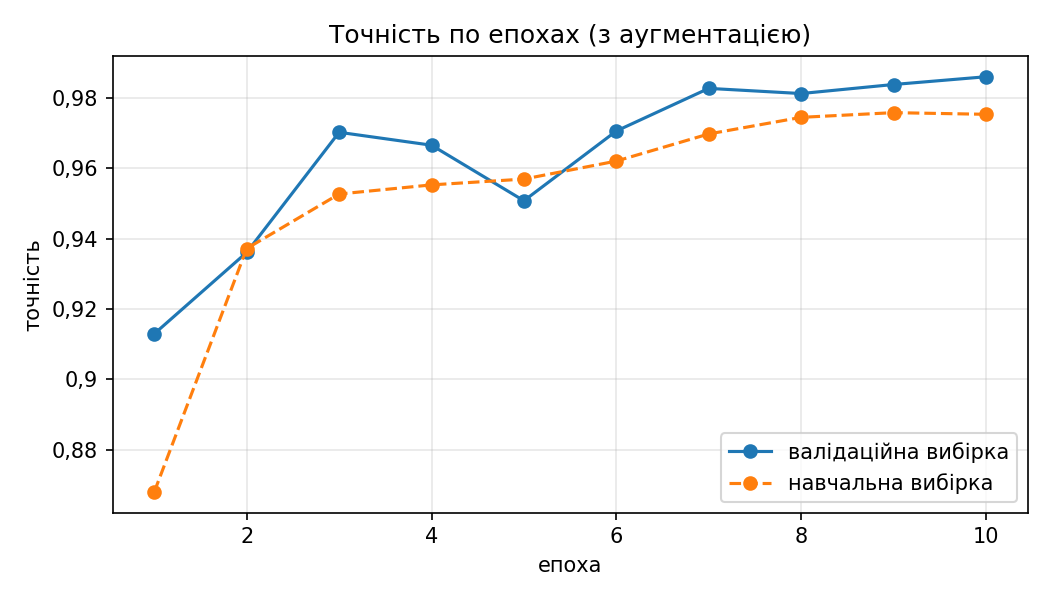 Точність по епохах (з аугментацією)
точність
0,98
0,96
0,94
0,92
0,9
0,88
валідаційна вибірка
навчальна вибірка
2 4 6 8 10
епоха